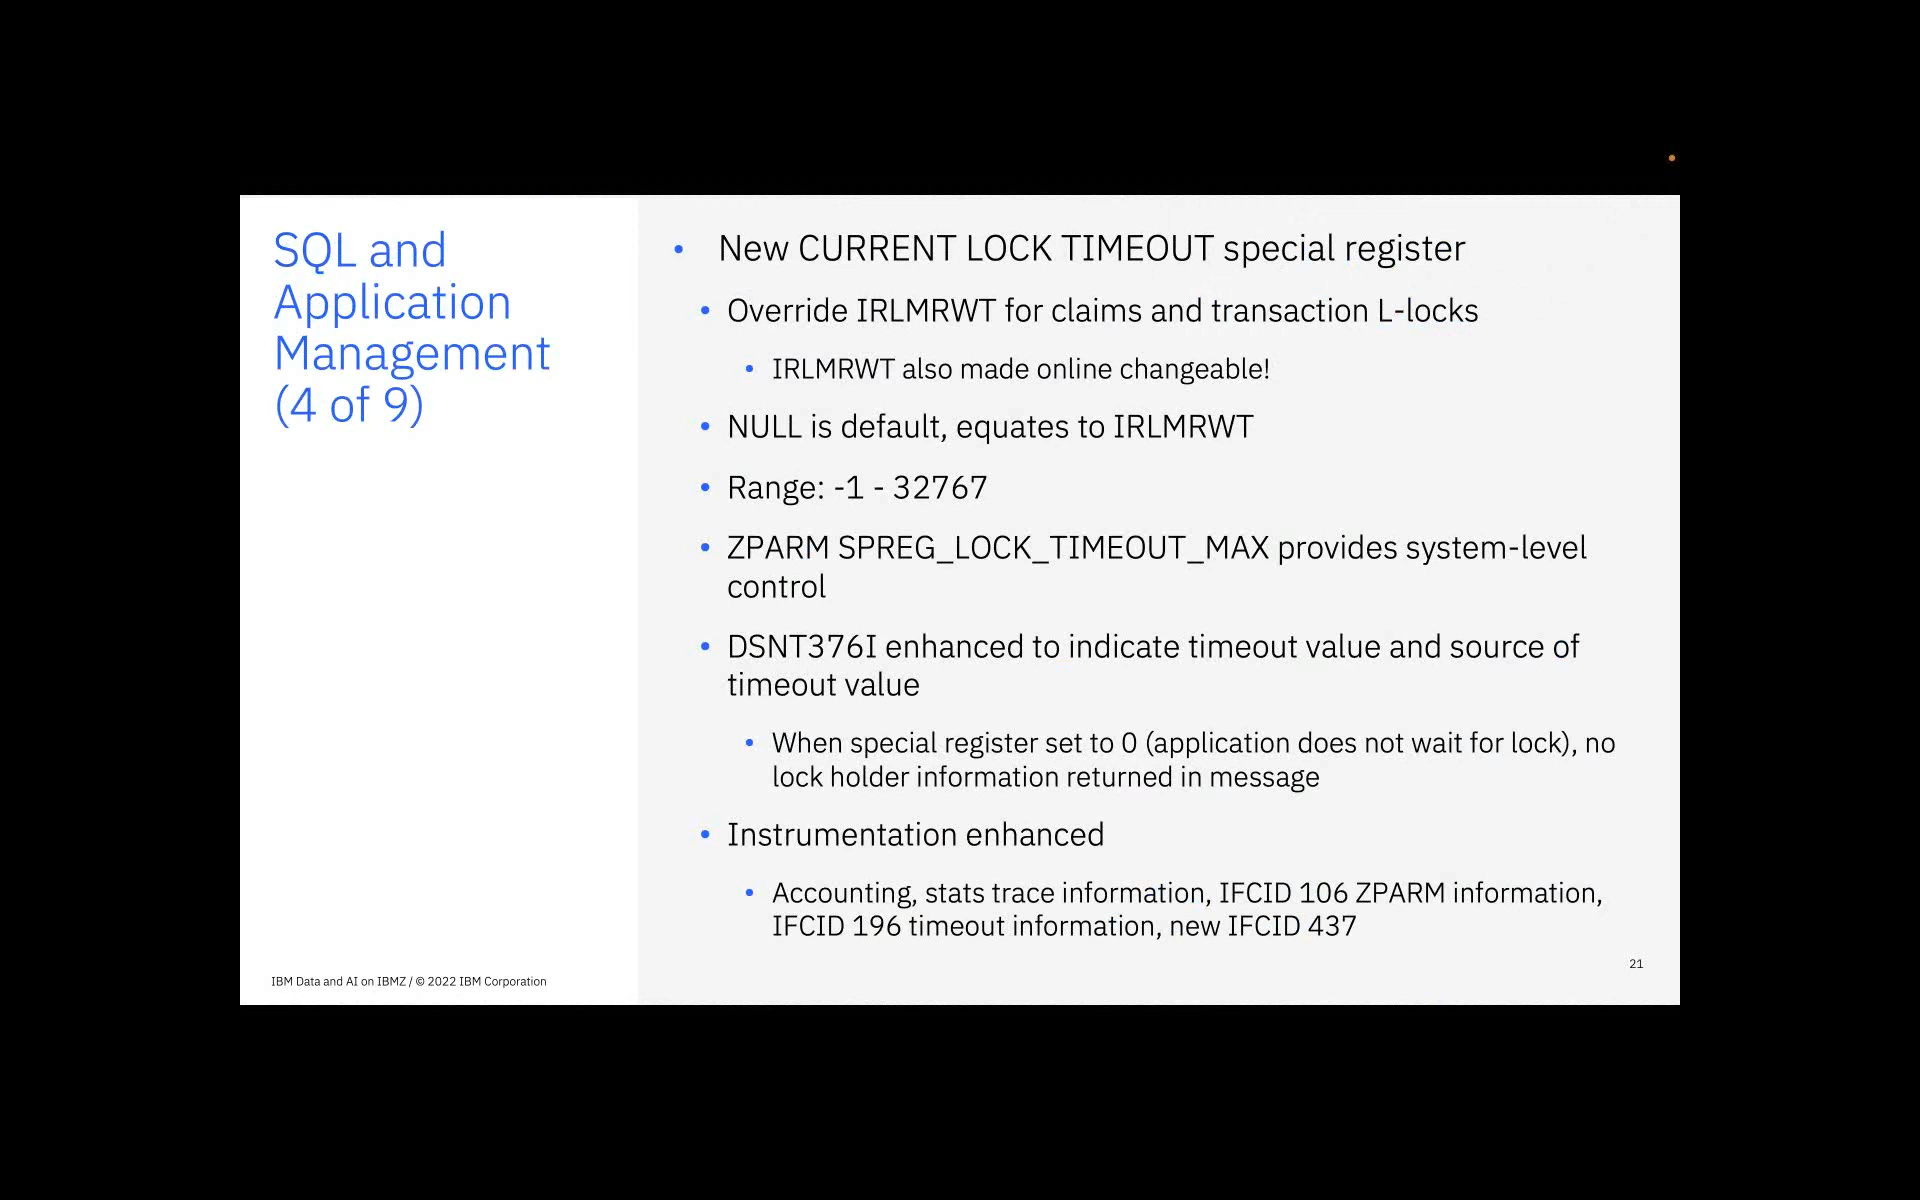 SQL and
Application
Management
(4 of 9)
• New CURRENT LOCK TIMEOUT special register
• Override IRLMRWT for claims and transaction L-locks
• IRLMRWT also made online changeable!
• NULL is default, equates to IRLMRWT
• Range: -1 - 32767
• ZPARM SPREG_LOCK_TIMEOUT_MAX provides system-level
control
• DSNT376I enhanced to indicate timeout value and source of
timeout value
• When special register set to 0 (application does not wait for lock), no
lock holder information returned in message
• Instrumentation enhanced
• Accounting, stats trace information, IFCID 106 ZPARM information,
IFCID 196 timeout information, new IFCID 437
21
IBM Data and AI on IBMZ / © 2022 IBM Corporation